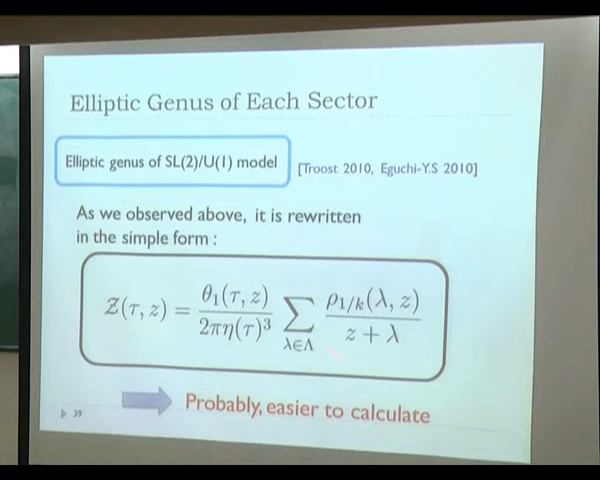 Elliptic Genus of Each Sector
Elliptic genus of SL(2)/U(1) model
[Troost 2010, Eguchi-Y.S 2010]
As we observed above, it is rewritten
in the simple form :
𝒵(τ, z) = θ₁(τ, z) / 2πη(τ)³ ∑_{λ∈Λ} ρ_{1/k}(λ, z) / z + λ
Probably, easier to calculate
39